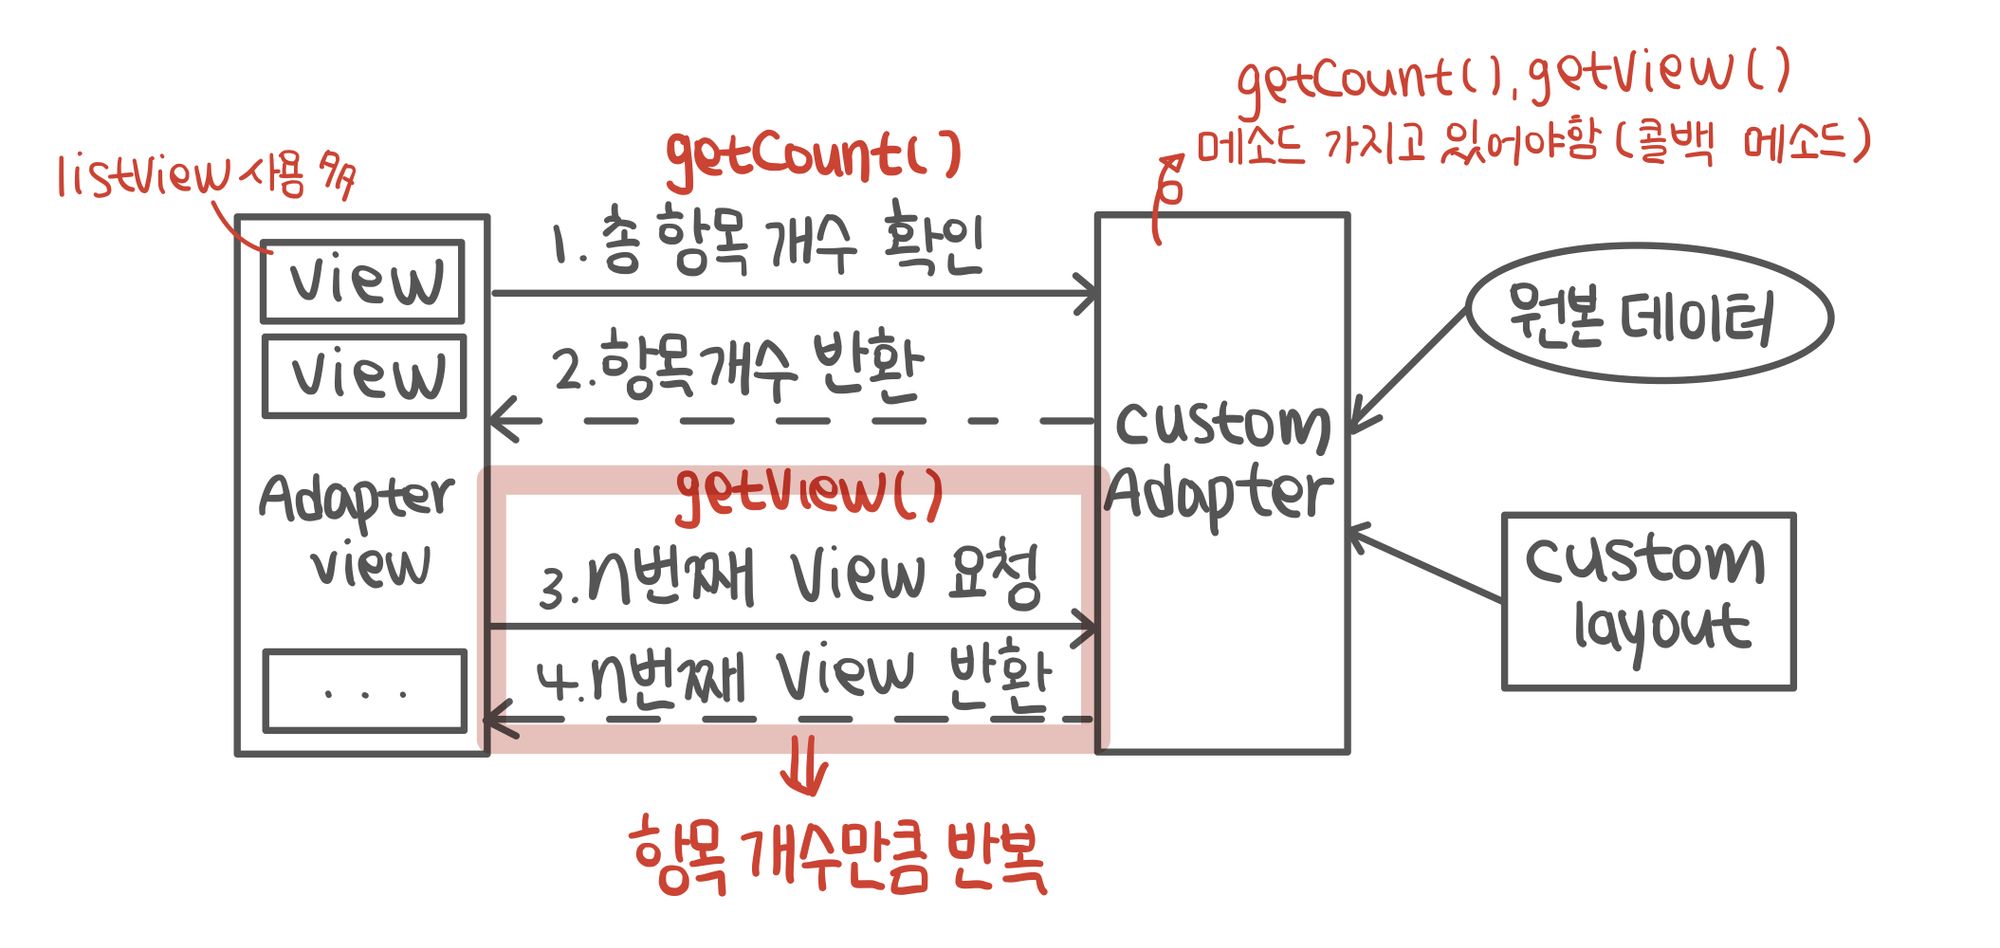 getCount(), getView()
메소드 가지고 있어야함 (콜백 메소드)
listView 사용 多
getCount()
1. 총 항목 개수 확인
view
view
2. 항목 개수 반환
Adapter
view
. . .
getView()
3. n번째 View 요청
4. n번째 View 반환
항목 개수만큼 반복
custom
Adapter
원본 데이터
custom
layout